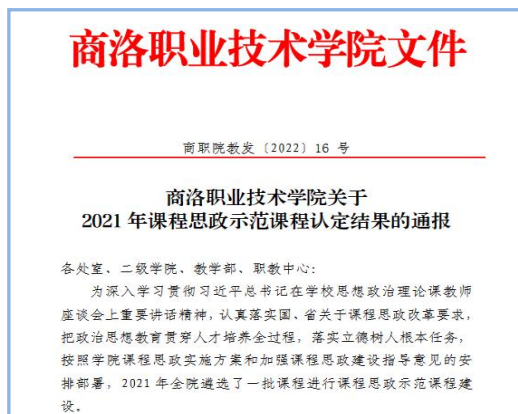 商洛职业技术学院文件
商职院教发〔2022〕16 号
商洛职业技术学院关于
2021 年课程思政示范课程认定结果的通报
各处室、二级学院、教学部、职教中心：
为深入学习贯彻习近平总书记在学校思想政治理论课教师
座谈会上重要讲话精神，认真落实国、省关于课程思政改革要求，
把政治思想教育贯穿人才培养全过程，落实立德树人根本任务，
按照学院课程思政实施方案和加强课程思政建设指导意见的安
排部署，2021 年全院遴选了一批课程进行课程思政示范课程建
设。